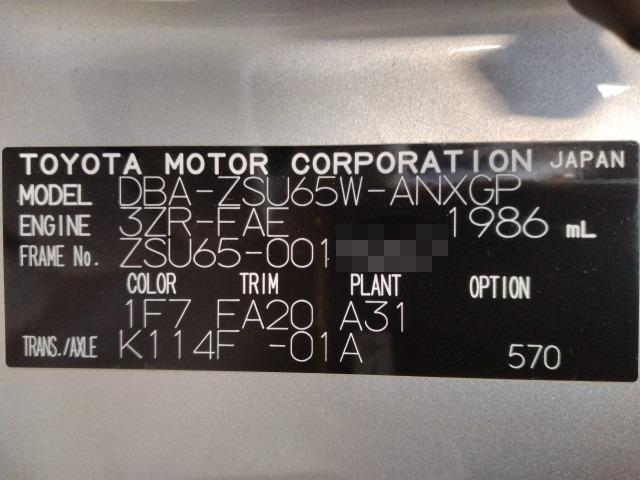 TOYOTA MOTOR CORPORATION JAPAN
MODEL DBA-ZSU65W-ANXGP
ENGINE 3ZR-FAE 1986 mL
FRAME No. ZSU65-001
COLOR TRIM PLANT OPTION
1F7 FA20 A31
TRANS./AXLE K114F -01A 570